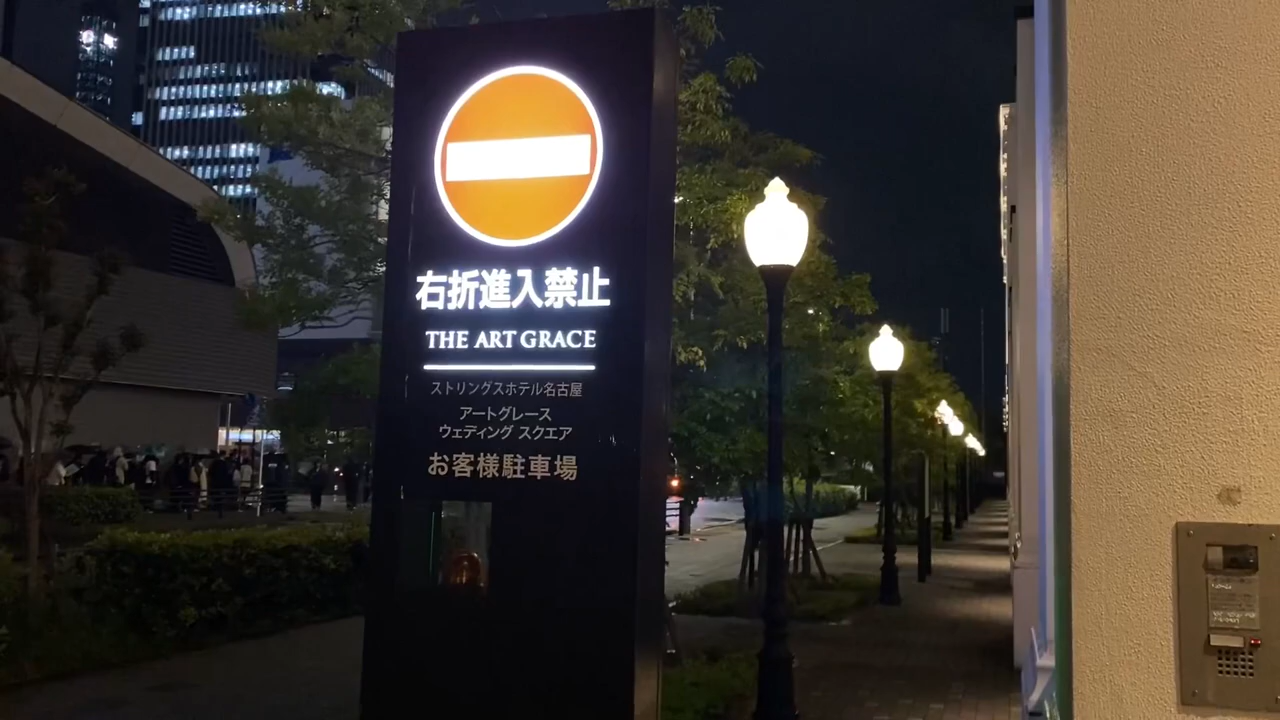 右折進入禁止
THE ART GRACE
ストリングスホテル名古屋
アートグレース
ウェディング スクエア
お客様駐車場